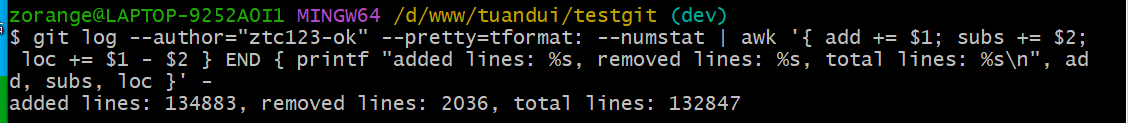 zorange@LAPTOP-9252AOI1 MINGW64 /d/www/tuandui/testgit (dev)
$ git log --author="ztc123-ok" --pretty=tformat: --numstat | awk '{ add += $1; subs += $2;
 loc += $1 - $2 } END { printf "added lines: %s, removed lines: %s, total lines: %s\n", ad
d, subs, loc }' -
added lines: 134883, removed lines: 2036, total lines: 132847